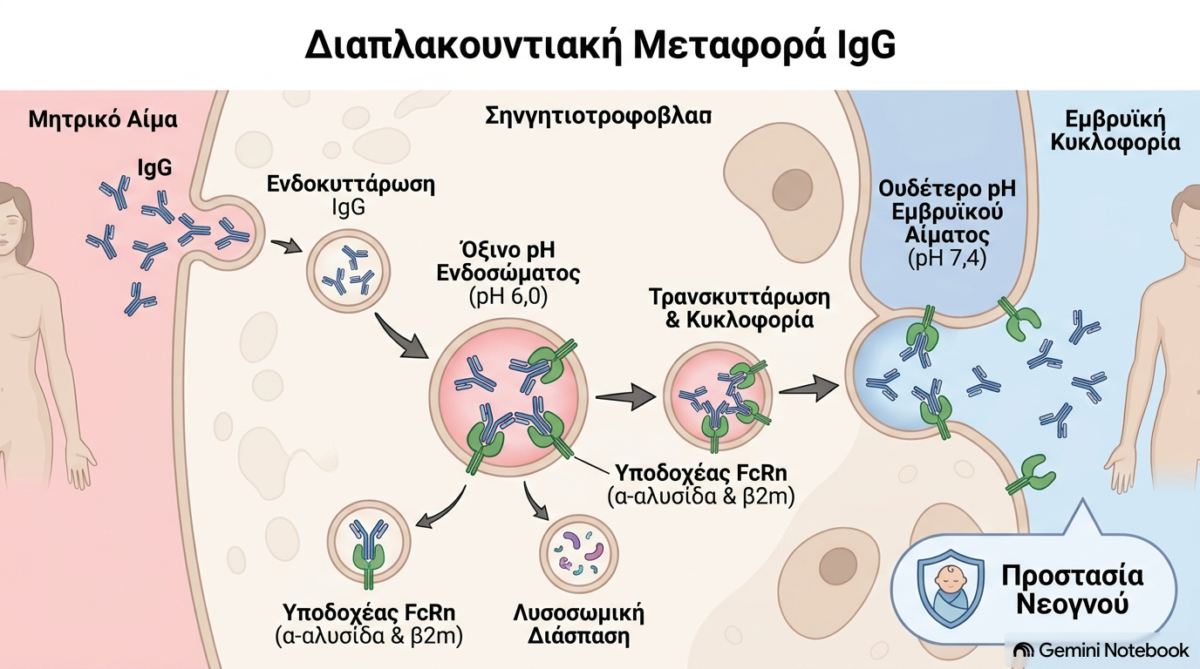 Διαπλακουντιακή Μεταφορά IgG
Μητρικό Αίμα
IgG
Ενδοκυττάρωση
IgG
Σηνγητιοτροφοβλαπ
Όξινο pH
Ενδοσώματος
(pH 6,0)
Τρανσκυττάρωση
& Κυκλοφορία
Ουδέτερο pH
Εμβρυϊκού
Αίματος
(pH 7,4)
Εμβρυϊκή
Κυκλοφορία
Υποδοχέας FcRn
(α-αλυσίδα & β2m)
Υποδοχέας FcRn
(α-αλυσίδα & β2m)
Λυσοσωμική
Διάσπαση
Προστασία
Νεογνού
Gemini Notebook